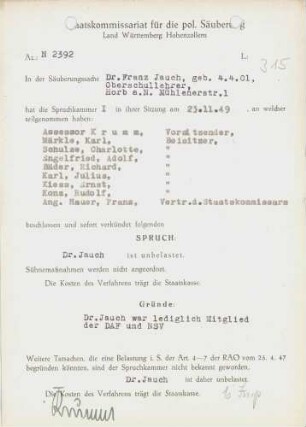 Staatskommissariat für die pol. Säuberung
Land Württemberg Hohenzollern
Az.: N 2392
L:
315
In der Säuberungssache Dr. Franz Jauch, geb. 4.4.01,
Oberschullehrer,
Horb a.N. Mühlenerstr,1
hat die Spruchkammer I in ihrer Sitzung am 23.11.49 , an welcher
teilgenommen haben:
Assessor Krumm, Vorsitzender,
Märkle, Karl, Beisitzer,
Schulze, Charlotte, "
Engelfried, Adolf, "
Bäder, Richard, "
Karl, Julius, "
Kiess, Ernst, "
Kons, Rudolf. "
Ang. Hauer, Franz, Vertr.d.Staatskommissars
beschlossen und sofort verkündet folgenden
SPRUCH:
Dr. Jauch ist unbelastet.
Sühnemaßnahmen werden nicht angeordnet.
Die Kosten des Verfahrens trägt die Staatskasse.
Gründe:
Dr. Jauch war lediglich Mitglied
der DAF und NSV
Weitere Tatsachen, die eine Belastung i. S. der Art. 4—7 der RAO vom 25. 4. 47
begründen könnten, sind der Spruchkammer nicht bekannt geworden.
Dr. Jauch ist daher unbelastet.
Die Kosten des Verfahrens trägt die Staatskasse.